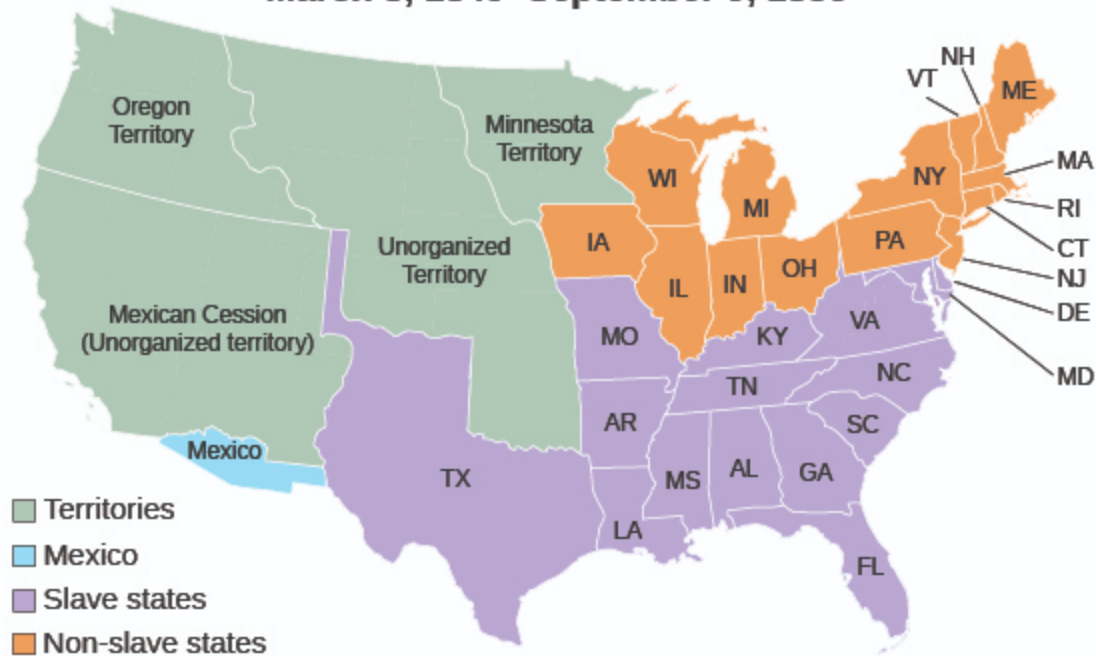 Oregon
Territory
Minnesota
Territory
Unorganized
Territory
Mexican Cession
(Unorganized territory)
Mexico
NH
VT
ME
MA
RI
CT
NJ
DE
MD
NY
PA
WI
MI
IA
IL
IN
OH
MO
KY
VA
TN
NC
AR
SC
MS
AL
GA
TX
LA
FL
Territories
Mexico
Slave states
Non-slave states